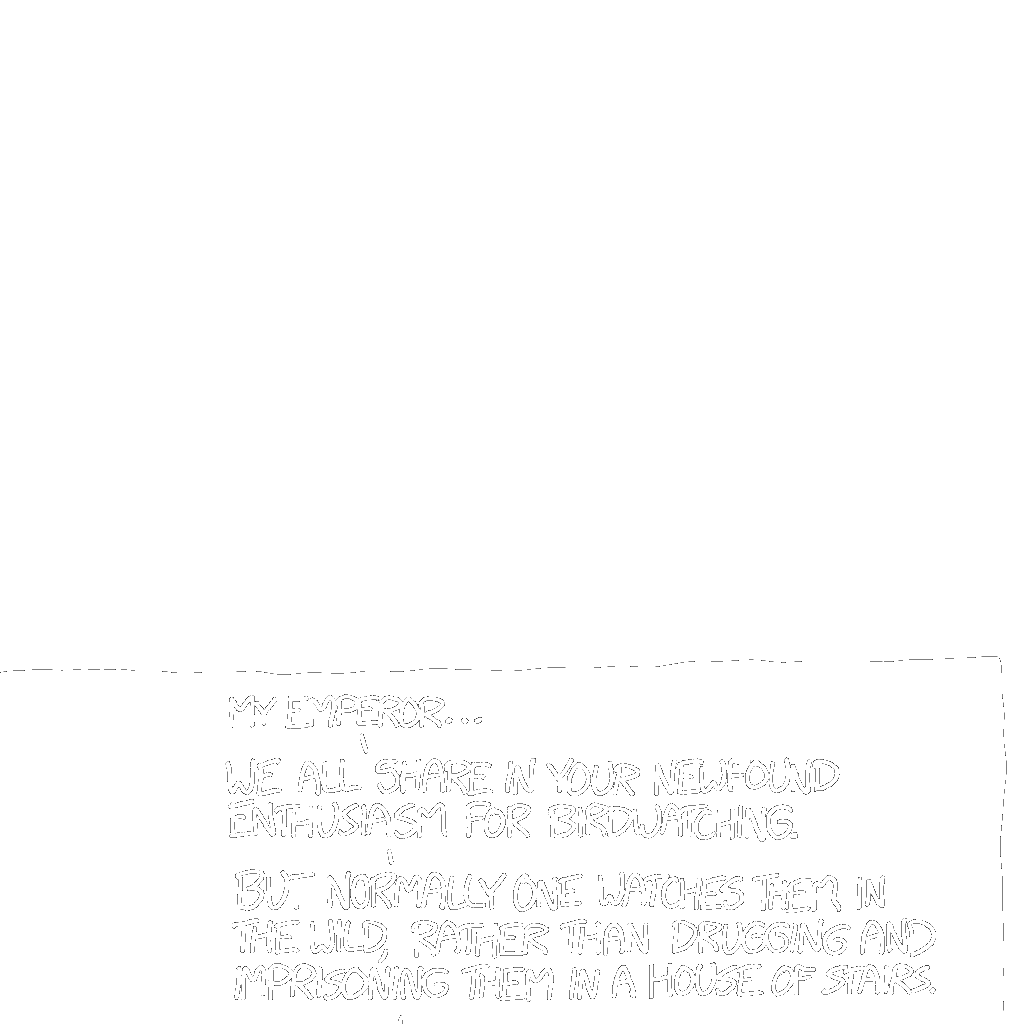 MY EMPEROR...
WE ALL SHARE IN YOUR NEWFOUND
ENTHUSIASM FOR BIRDWATCHING.
BUT NORMALLY ONE WATCHES THEM IN
THE WILD, RATHER THAN DRUGGING AND
IMPRISONING THEM IN A HOUSE OF STAIRS.